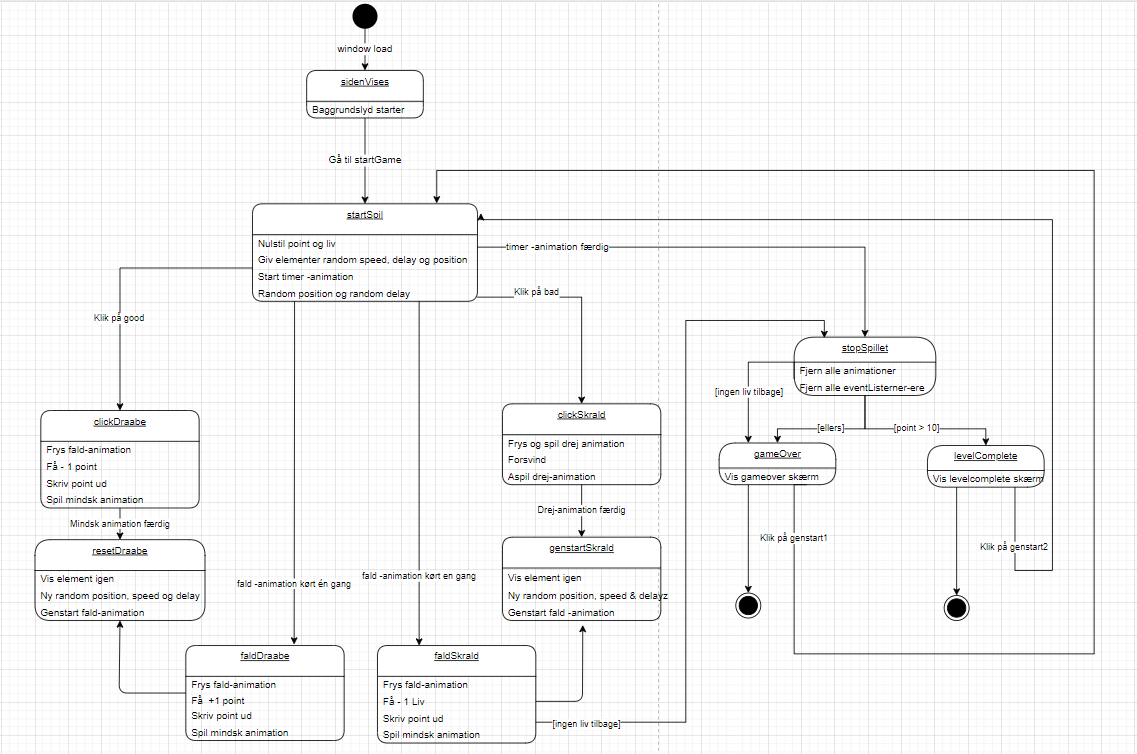 window load
sidenVises
Baggrundslyd starter
Gå til startGame
startSpil
Nulstil point og liv
Giv elementer random speed, delay og position
Start timer -animation
Random position og random delay
timer -animation færdig
Klik på bad
Klik på good
stopSpillet
Fjern alle animationer
Fjern alle eventListerner-ere
[ingen liv tilbage]
[ellers]
[point > 10]
clickDraabe
Frys fald-animation
Få - 1 point
Skriv point ud
Spil mindsk animation
clickSkrald
Frys og spil drej animation
Forsvind
Aspil drej-animation
gameOver
Vis gameover skærm
levelComplete
Vis levelcomplete skærm
Mindsk animation færdig
Drej-animation færdig
Klik på genstart1
Klik på genstart2
resetDraabe
Vis element igen
Ny random position, speed og delay
Genstart fald-animation
genstartSkrald
Vis element igen
Ny random position, speed & delayz
Genstart fald -animation
fald -animation kørt én gang
fald -animation kørt en gang
faldDraabe
Frys fald-animation
Få  +1 point
Skriv point ud
Spil mindsk animation
faldSkrald
Frys fald-animation
Få - 1 Liv
Skriv point ud
Spil mindsk animation
[ingen liv tilbage]